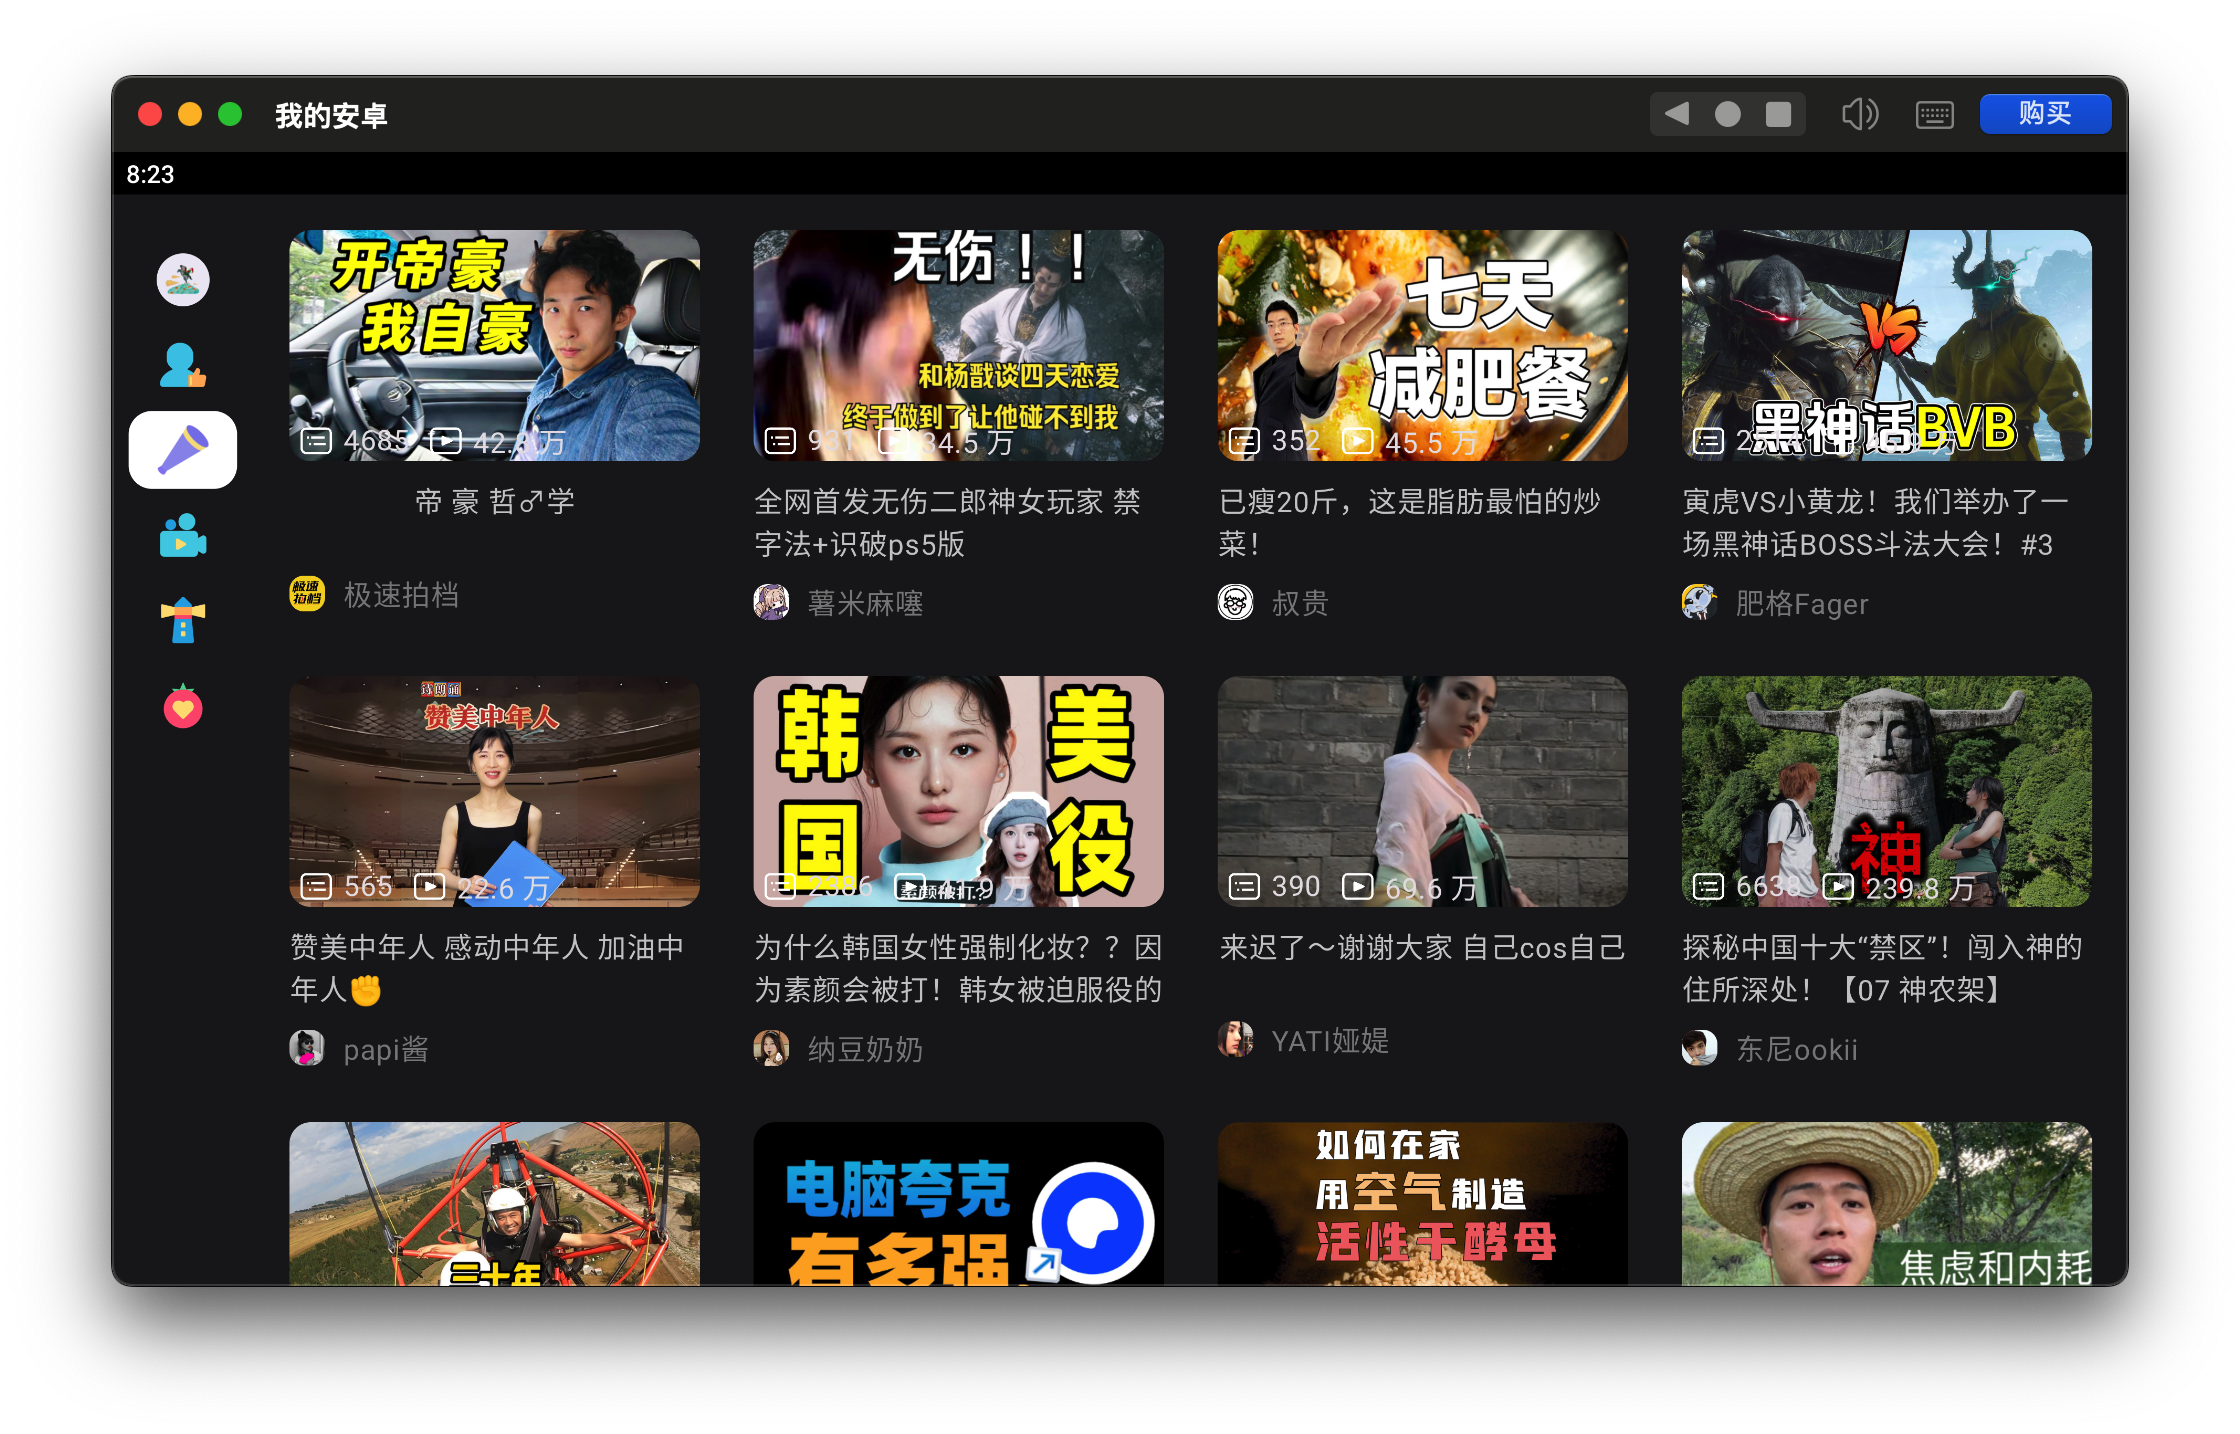 我的安卓
购买
8:23
开帝豪
我自豪
4685
42.3万
无伤！！
和杨戬谈四天恋爱
终于做到了让他碰不到我
931
34.5万
七天
减肥餐
352
45.5万
VS
黑神话BVB
帝 豪 哲♂学
全网首发无伤二郎神女玩家 禁
字法+识破ps5版
已瘦20斤，这是脂肪最怕的炒
菜！
寅虎VS小黄龙！我们举办了一
场黑神话BOSS斗法大会！#3
极速拍档
极速拍档
薯米麻噻
叔贵
肥格Fager
诗朗诵
赞美中年人
565
22.6万
韩国
美役
素颜被打?
2386
41.9万
390
69.6万
神
6638
239.8万
赞美中年人 感动中年人 加油中
年人✊
为什么韩国女性强制化妆？？因
为素颜会被打！韩女被迫服役的
来迟了～谢谢大家 自己cos自己
探秘中国十大“禁区”！闯入神的
住所深处！【07 神农架】
papi酱
纳豆奶奶
YATI娅媞
东尼ookii
三十年
电脑夸克
有多强
如何在家
用空气制造
活性干酵母
焦虑和内耗